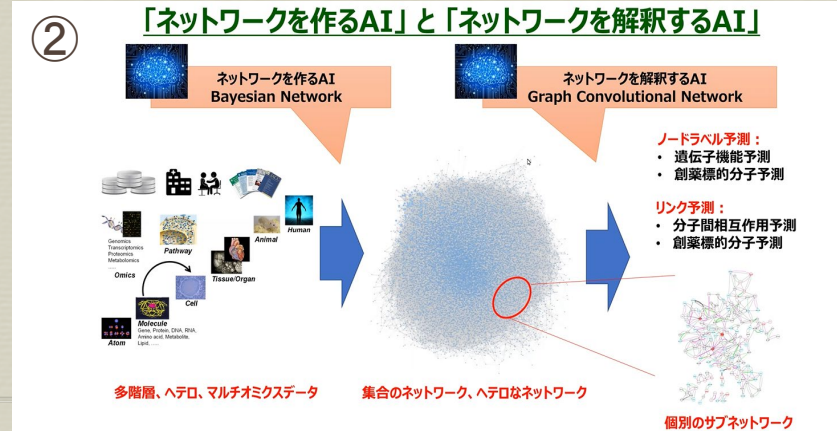 ②
「ネットワークを作るAI」と「ネットワークを解釈するAI」
ネットワークを作るAI
Bayesian Network
ネットワークを解釈するAI
Graph Convolutional Network
ノードラベル予測：
• 遺伝子機能予測
• 創薬標的分子予測
リンク予測：
• 分子間相互作用予測
• 創薬標的分子予測
Human
Animal
Genomics
Transcriptomics
Proteomics
Metabolomics
Omics
Pathway
Tissue/Organ
Cell
Molecule
Gene, Protein, DNA, RNA,
Amino acid, Metabolite,
Lipid, .....
Atom
多階層、ヘテロ、マルチオミクスデータ
集合のネットワーク、ヘテロなネットワーク
個別のサブネットワーク